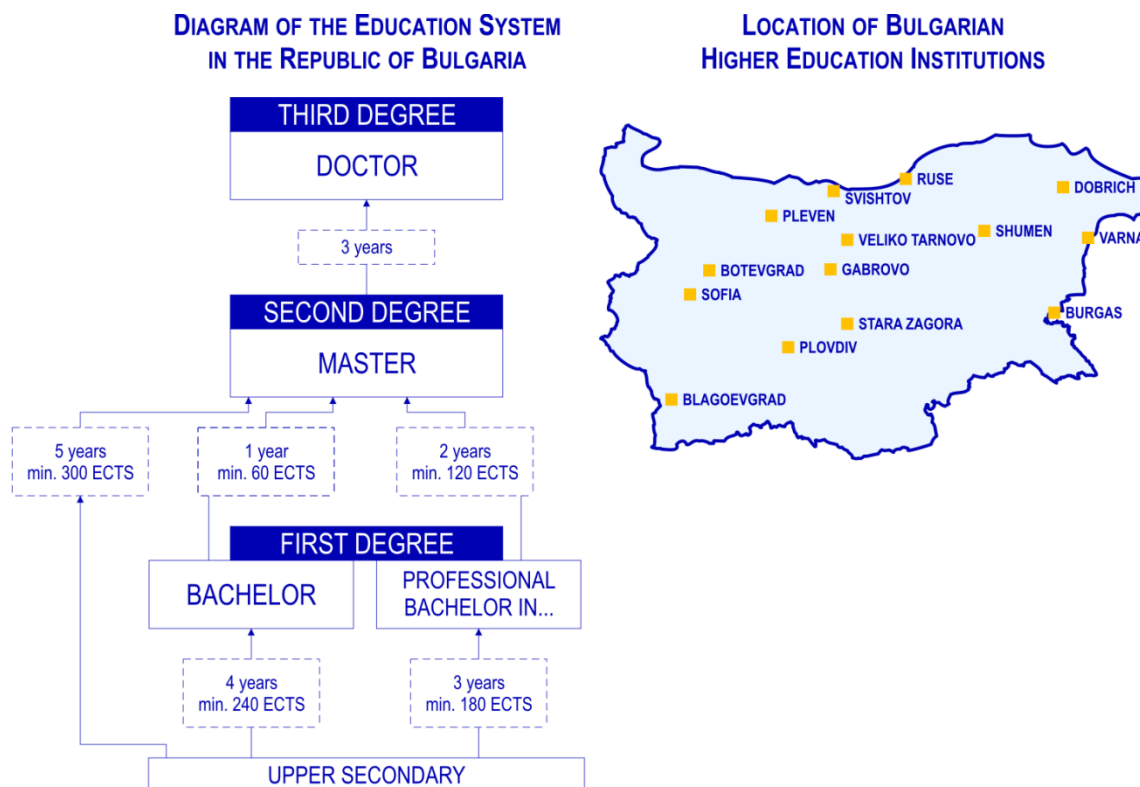 DIAGRAM OF THE EDUCATION SYSTEM
IN THE REPUBLIC OF BULGARIA
THIRD DEGREE
DOCTOR
3 years
SECOND DEGREE
MASTER
5 years
min. 300 ECTS
1 year
min. 60 ECTS
2 years
min. 120 ECTS
FIRST DEGREE
BACHELOR
PROFESSIONAL
BACHELOR IN...
4 years
min. 240 ECTS
3 years
min. 180 ECTS
UPPER SECONDARY
LOCATION OF BULGARIAN
HIGHER EDUCATION INSTITUTIONS
RUSE
DOBRICH
SVISHTOV
PLEVEN
SHUMEN
VELIKO TARNOVO
VARNA
BOTEVGRAD
GABROVO
SOFIA
BURGAS
STARA ZAGORA
PLOVDIV
BLAGOEVGRAD